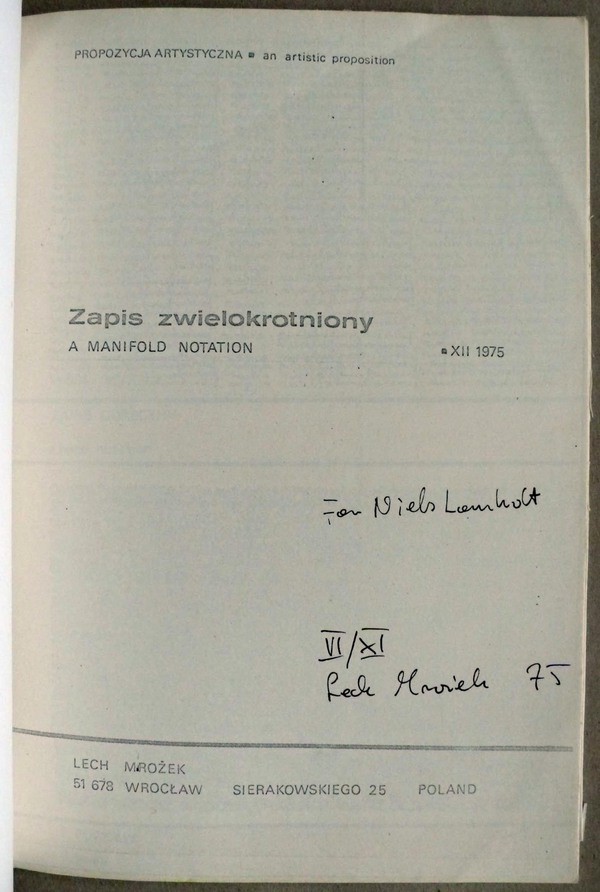 PROPOZYCJA ARTYSTYCZNA ▪ an artistic proposition
Zapis zwielokrotniony
A MANIFOLD NOTATION ▪ XII 1975
For Niels Lomholt
VI/XI
Lech Mrożek 75
LECH MROŻEK
51 678 WROCŁAW SIERAKOWSKIEGO 25 POLAND